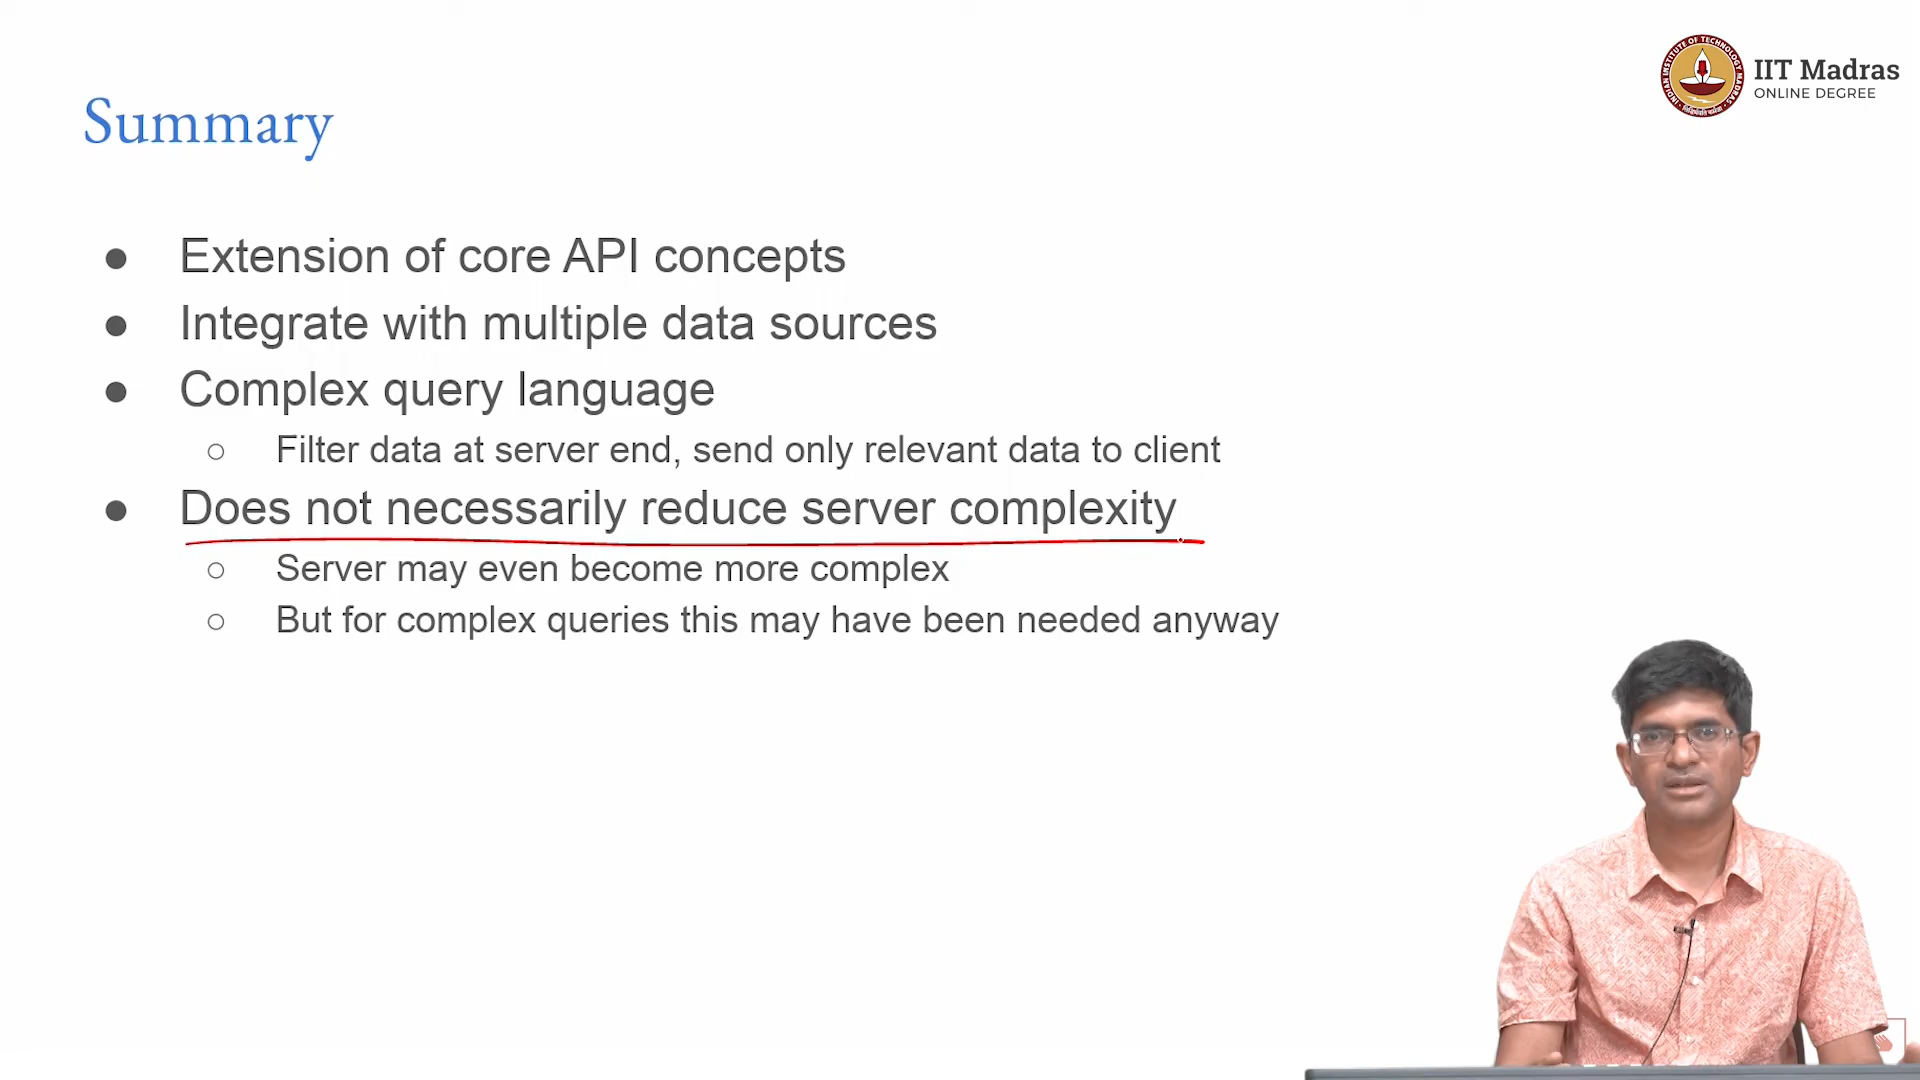 IIT Madras
ONLINE DEGREE
Summary
● Extension of core API concepts
● Integrate with multiple data sources
● Complex query language
○ Filter data at server end, send only relevant data to client
● Does not necessarily reduce server complexity
○ Server may even become more complex
○ But for complex queries this may have been needed anyway